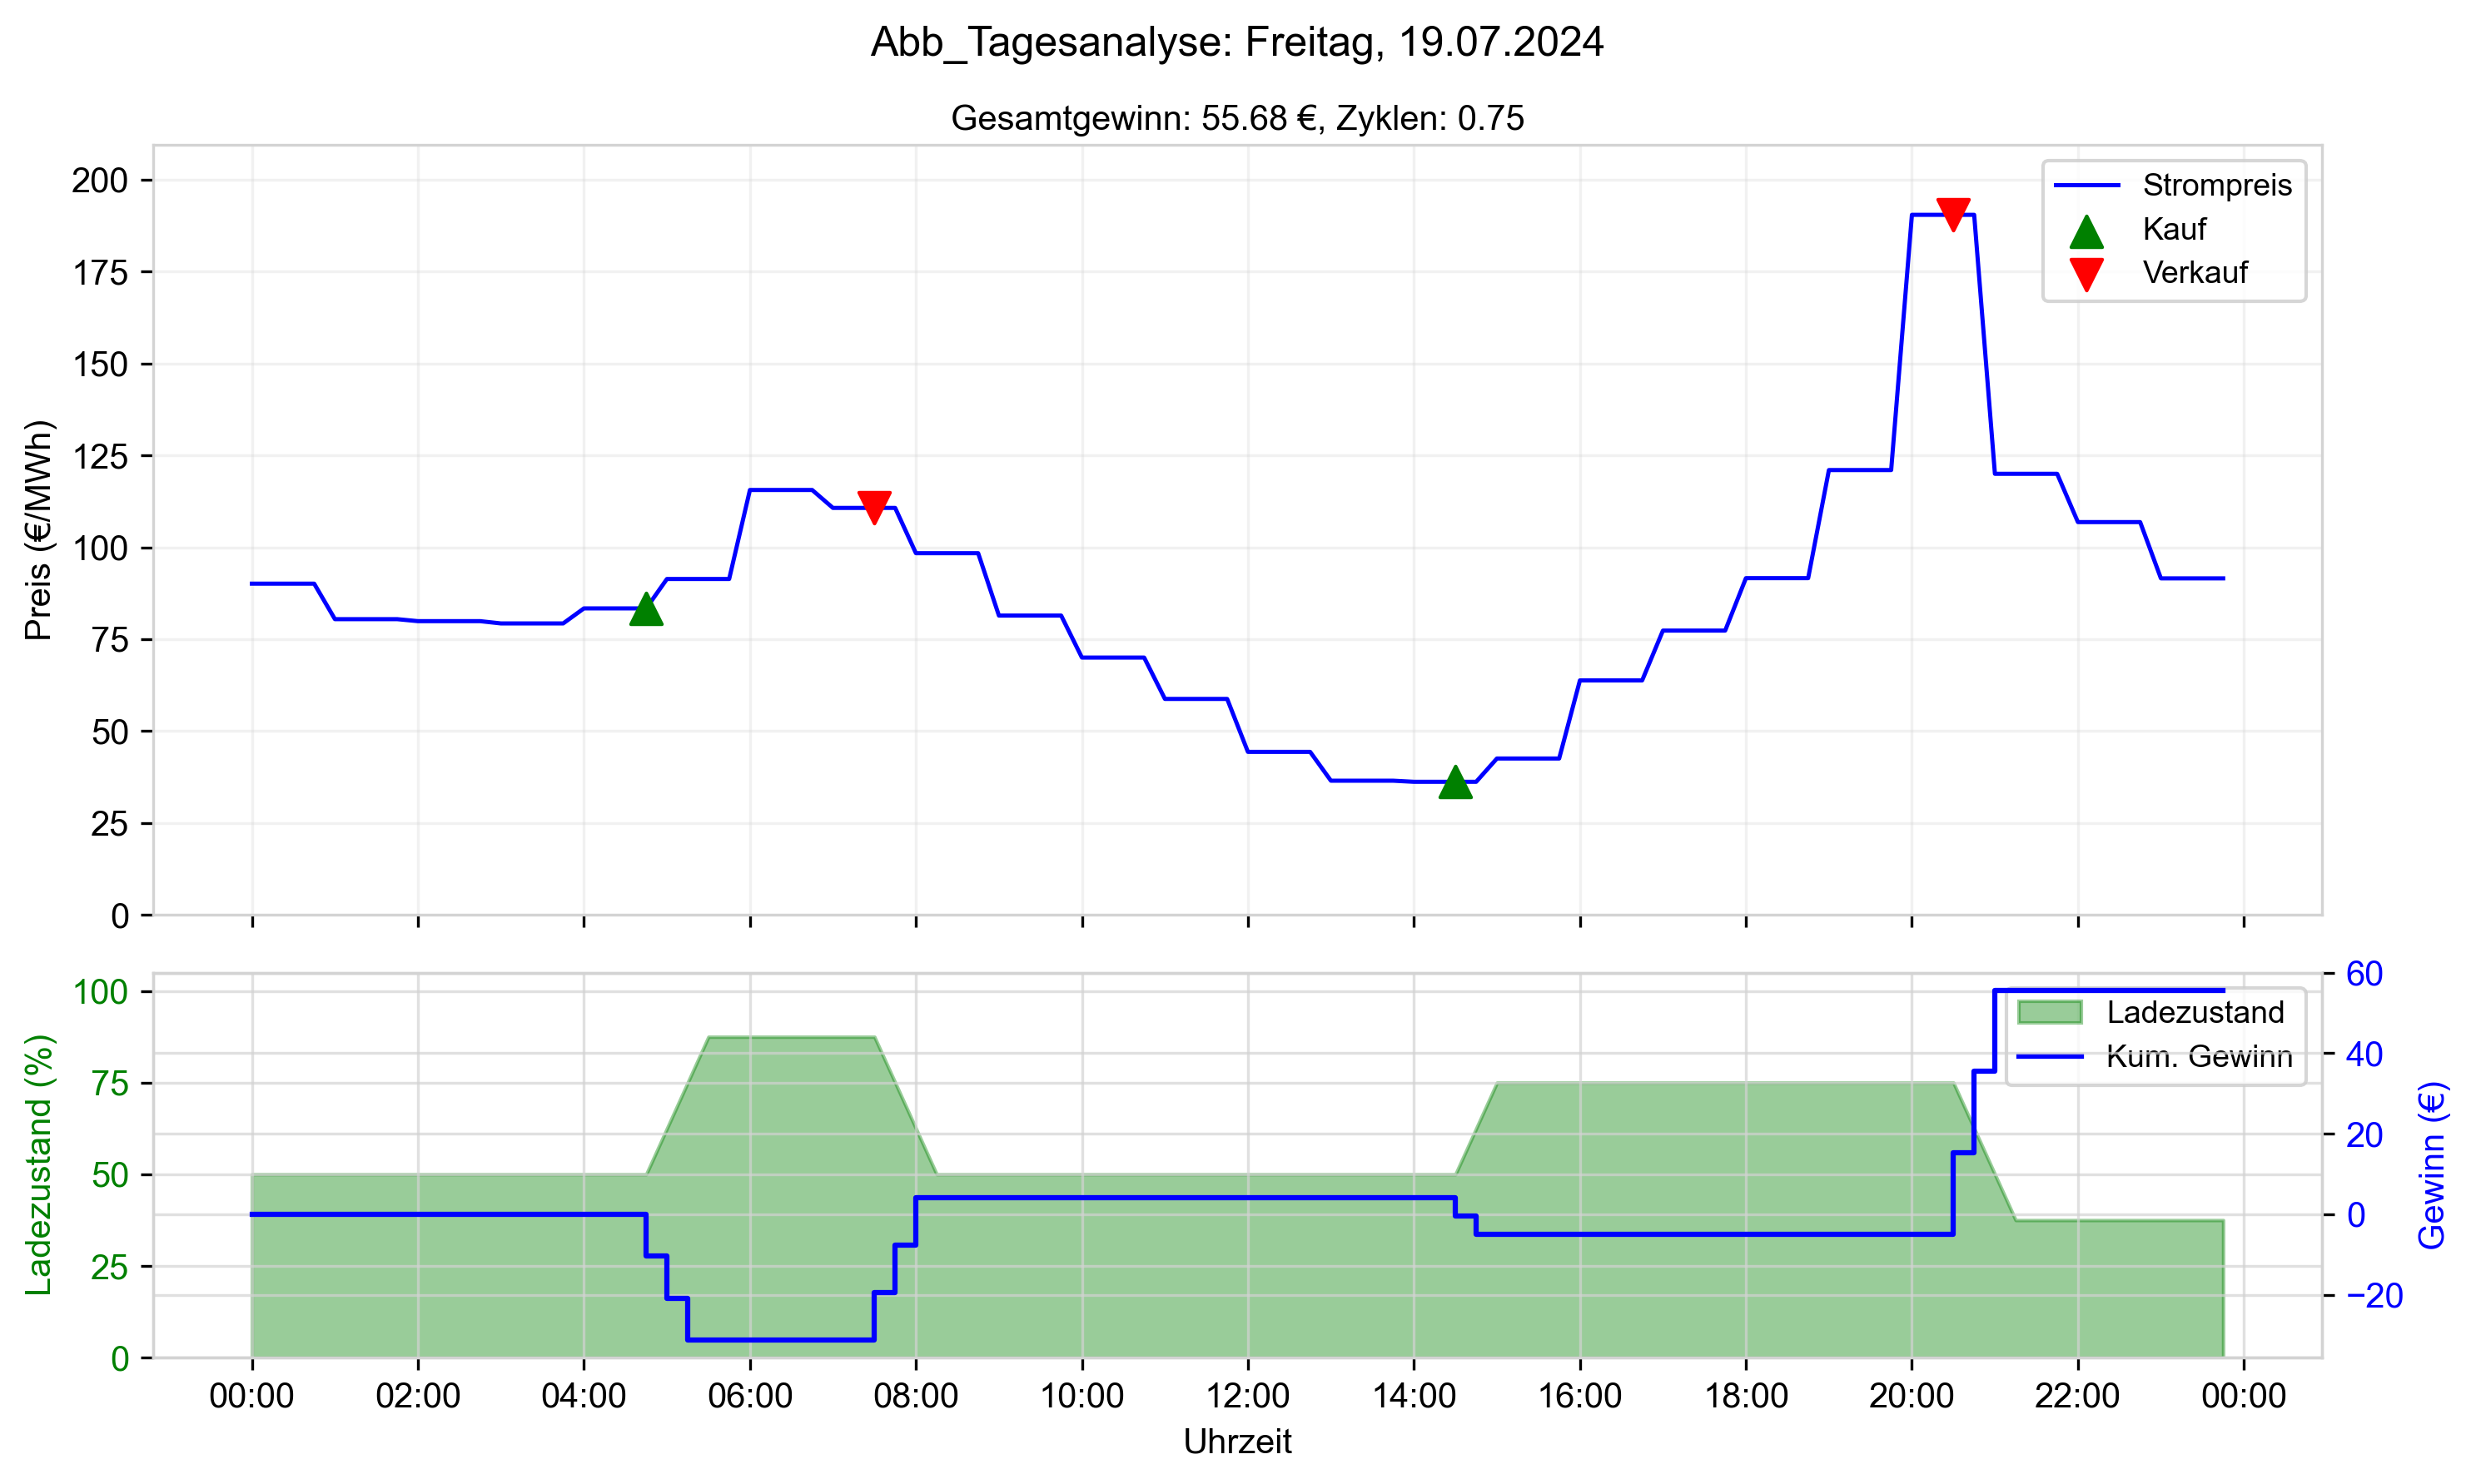 Abb_Tagesanalyse: Freitag, 19.07.2024
Gesamtgewinn: 55.68 €, Zyklen: 0.75
Preis (€/MWh)
200
175
150
125
100
75
50
25
0
Strompreis
Kauf
Verkauf
Ladezustand (%)
100
75
50
25
0
Ladezustand
Kum. Gewinn
60
40
20
0
−20
Gewinn (€)
00:00 02:00 04:00 06:00 08:00 10:00 12:00 14:00 16:00 18:00 20:00 22:00 00:00
Uhrzeit